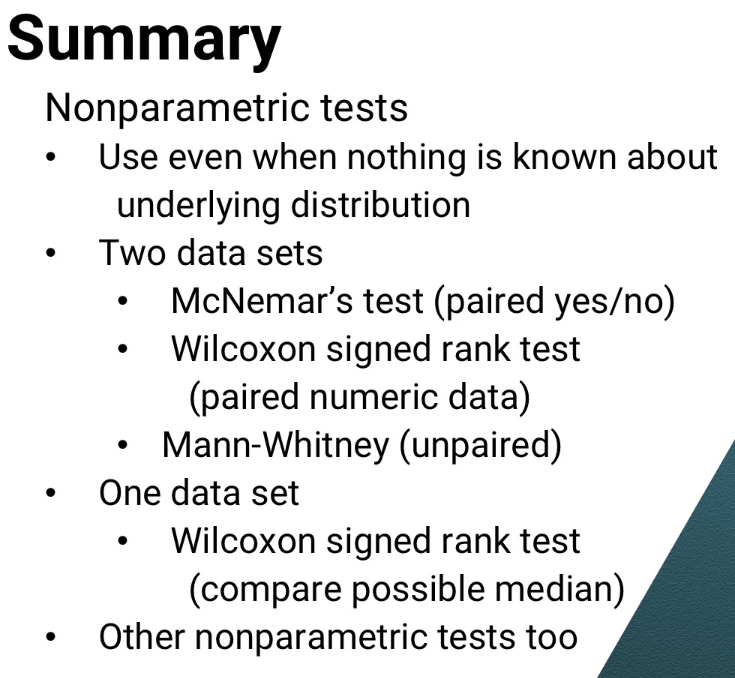 Summary
Nonparametric tests
• Use even when nothing is known about
underlying distribution
• Two data sets
• McNemar’s test (paired yes/no)
• Wilcoxon signed rank test
(paired numeric data)
• Mann-Whitney (unpaired)
• One data set
• Wilcoxon signed rank test
(compare possible median)
• Other nonparametric tests too